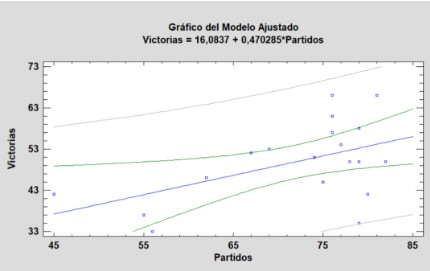 Gráfico del Modelo Ajustado
Victorias = 16,0837 + 0,470285*Partidos
73
63
53
43
33
Victorias
45 55 65 75 85
Partidos